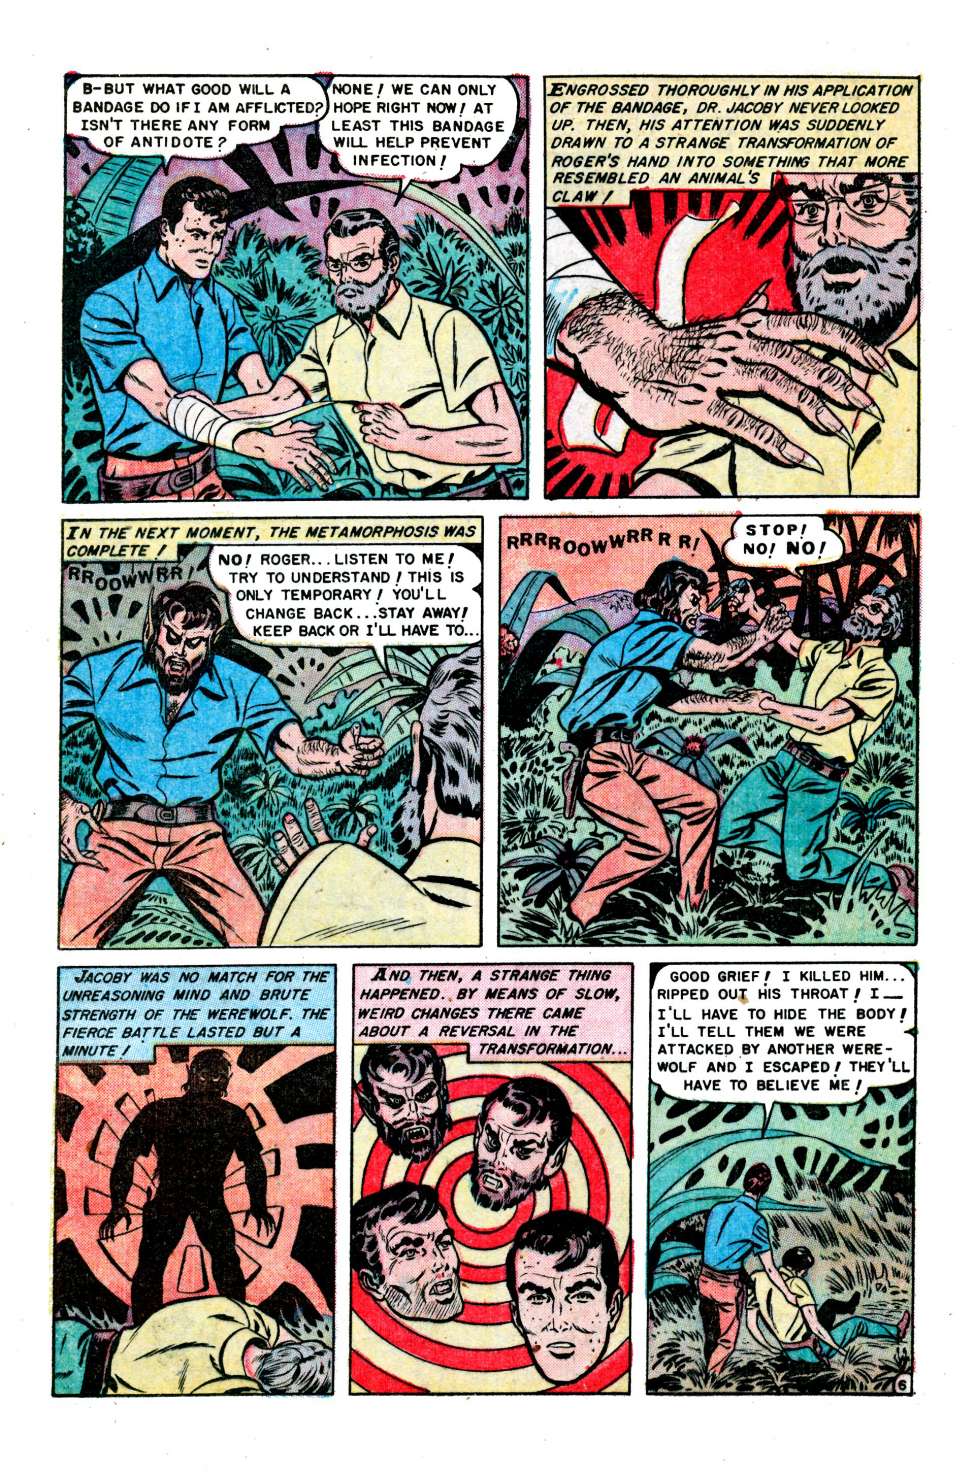 B-BUT WHAT GOOD WILL A
BANDAGE DO IF I AM AFFLICTED?
ISN'T THERE ANY FORM
OF ANTIDOTE?
NONE! WE CAN ONLY
HOPE RIGHT NOW! AT
LEAST THIS BANDAGE
WILL HELP PREVENT
INFECTION!
ENGROSSED THOROUGHLY IN HIS APPLICATION
OF THE BANDAGE, DR. JACOBY NEVER LOOKED
UP. THEN, HIS ATTENTION WAS SUDDENLY
DRAWN TO A STRANGE TRANSFORMATION OF
ROGER'S HAND INTO SOMETHING THAT MORE
RESEMBLED AN ANIMAL'S
CLAW!
IN THE NEXT MOMENT, THE METAMORPHOSIS WAS
COMPLETE!
RROOWWRR!
NO! ROGER...LISTEN TO ME!
TRY TO UNDERSTAND! THIS IS
ONLY TEMPORARY! YOU'LL
CHANGE BACK...STAY AWAY!
KEEP BACK OR I'LL HAVE TO...
RRRROOWWRR R R!
STOP!
NO! NO!
JACOBY WAS NO MATCH FOR THE
UNREASONING MIND AND BRUTE
STRENGTH OF THE WEREWOLF. THE
FIERCE BATTLE LASTED BUT A
MINUTE!
AND THEN, A STRANGE THING
HAPPENED. BY MEANS OF SLOW,
WEIRD CHANGES THERE CAME
ABOUT A REVERSAL IN THE
TRANSFORMATION...
GOOD GRIEF! I KILLED HIM...
RIPPED OUT HIS THROAT! I—
I'LL HAVE TO HIDE THE BODY!
I'LL TELL THEM WE WERE
ATTACKED BY ANOTHER WERE-
WOLF AND I ESCAPED! THEY'LL
HAVE TO BELIEVE ME!
6